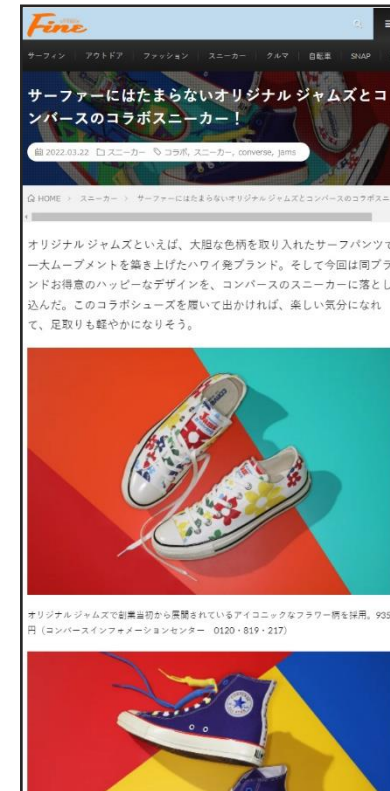 Fine
サーフィン アウトドア ファッション スニーカー クルマ 自転車 SNAP
サーファーにはたまらないオリジナル ジャムズとコ
ンバースのコラボスニーカー！
2022.03.22 スニーカー コラボ, スニーカー, converse, jams
HOME > スニーカー > サーファーにはたまらないオリジナル ジャムズとコンバースのコラボスニ
オリジナル ジャムズといえば、大胆な色柄を取り入れたサーフパンツで
一大ムーブメントを築き上げたハワイ発ブランド。そして今回は同ブラ
ンドお得意のハッピーなデザインを、コンバースのスニーカーに落とし
込んだ。このコラボシューズを履いて出かければ、楽しい気分になれ
て、足取りも軽やかになりそう。
オリジナル ジャムズで創業当初から展開されているアイコニックなフラワー柄を採用。935
円（コンバースインフォメーションセンター 0120・819・217）